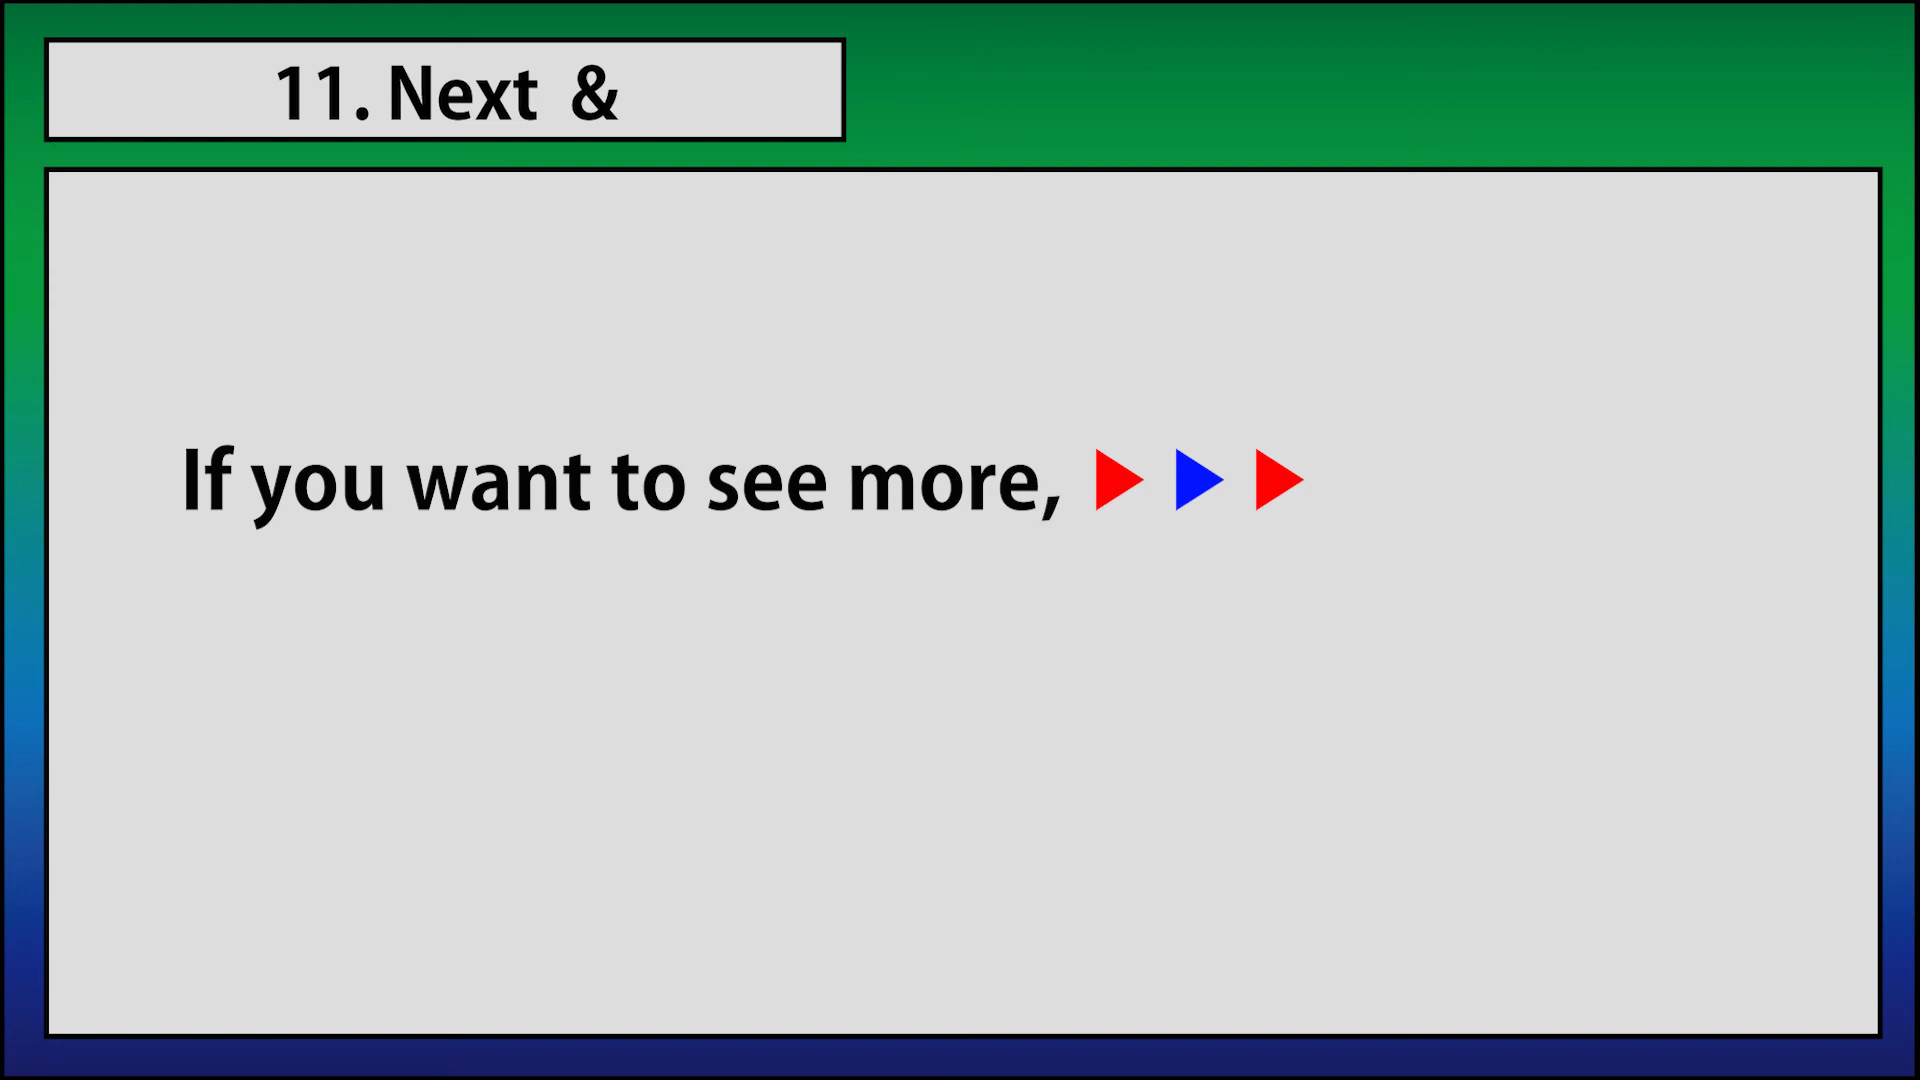 11. Next &
If you want to see more, ▶ ▶ ▶